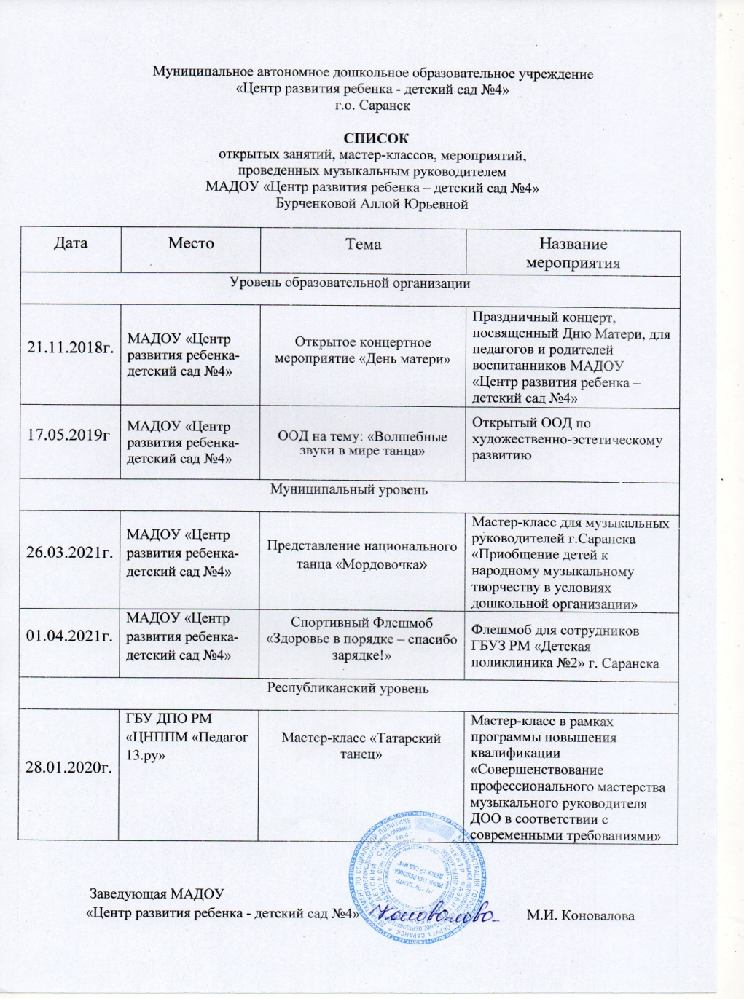 Муниципальное автономное дошкольное образовательное учреждение
«Центр развития ребенка - детский сад №4»
г.о. Саранск
СПИСОК
открытых занятий, мастер-классов, мероприятий,
проведенных музыкальным руководителем
МАДОУ «Центр развития ребенка – детский сад №4»
Бурченковой Аллой Юрьевной
Дата
Место
Тема
Название
мероприятия
Уровень образовательной организации
21.11.2018г.
МАДОУ «Центр
развития ребенка-
детский сад №4»
Открытое концертное
мероприятие «День матери»
Праздничный концерт,
посвященный Дню Матери, для
педагогов и родителей
воспитанников МАДОУ
«Центр развития ребенка –
детский сад №4»
17.05.2019г
МАДОУ «Центр
развития ребенка-
детский сад №4»
ООД на тему: «Волшебные
звуки в мире танца»
Открытый ООД по
художественно-эстетическому
развитию
Муниципальный уровень
26.03.2021г.
МАДОУ «Центр
развития ребенка-
детский сад №4»
Представление национального
танца «Мордовочка»
Мастер-класс для музыкальных
руководителей г.Саранска
«Приобщение детей к
народному музыкальному
творчеству в условиях
дошкольной организации»
01.04.2021г.
МАДОУ «Центр
развития ребенка-
детский сад №4»
Спортивный Флешмоб
«Здоровье в порядке – спасибо
зарядке!»
Флешмоб для сотрудников
ГБУЗ РМ «Детская
поликлиника №2» г. Саранска
Республиканский уровень
28.01.2020г.
ГБУ ДПО РМ
«ЦНППМ «Педагог
13.ру»
Мастер-класс «Татарский
танец»
Мастер-класс в рамках
программы повышения
квалификации
«Совершенствование
профессионального мастерства
музыкального руководителя
ДОО в соответствии с
современными требованиями»
Заведующая МАДОУ
«Центр развития ребенка - детский сад №4»
Коновалова
М.И. Коновалова